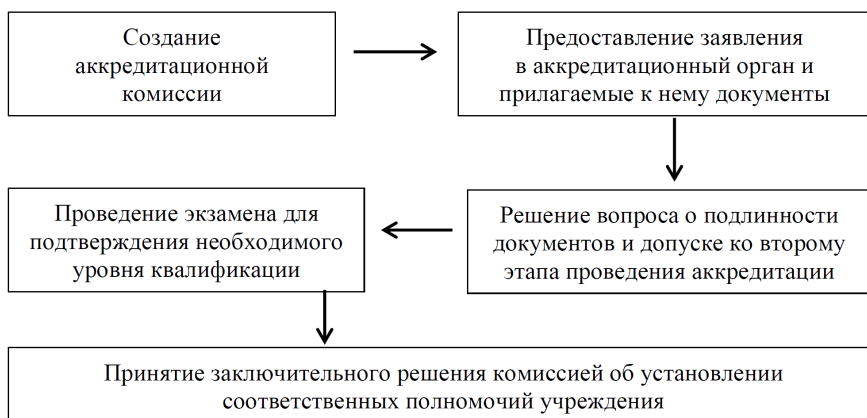 Создание
аккредитационной
комиссии
Предоставление заявления
в аккредитационный орган и
прилагаемые к нему документы
Решение вопроса о подлинности
документов и допуске ко второму
этапа проведения аккредитации
Проведение экзамена для
подтверждения необходимого
уровня квалификации
Принятие заключительного решения комиссией об установлении
соответственных полномочий учреждения